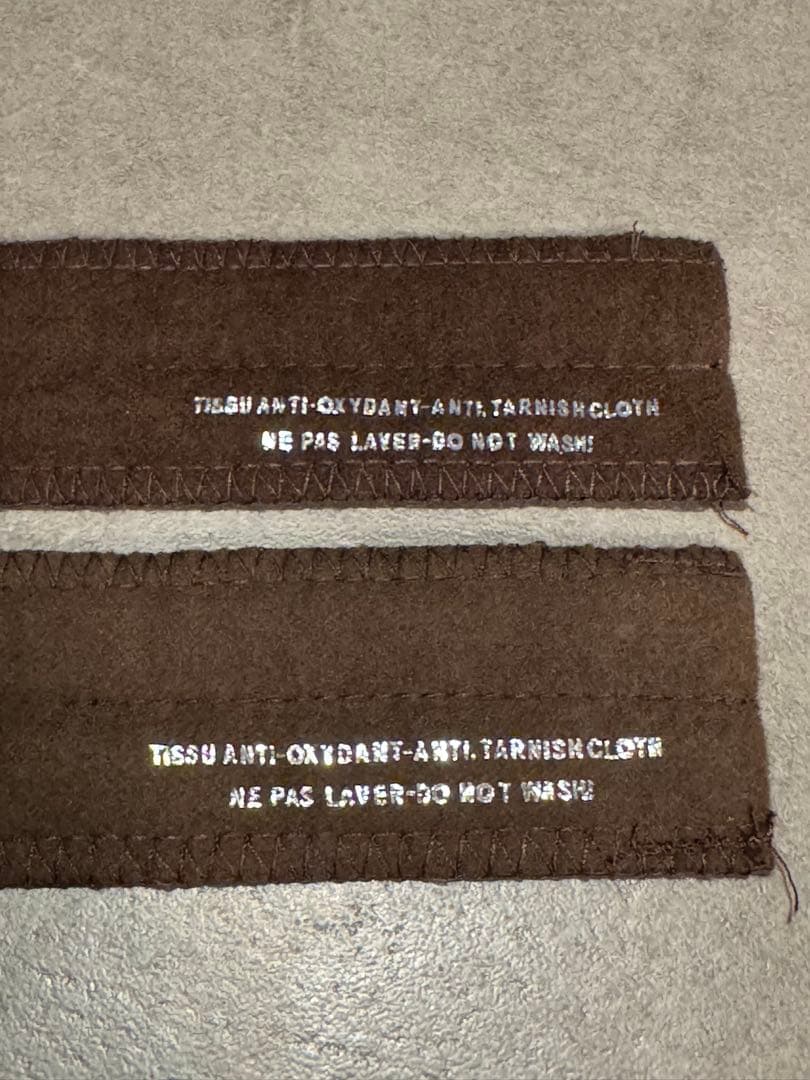 TISSU ANTI-OXYDANT-ANTI.TARNISH CLOTH
NE PAS LAVER-DO NOT WASH!
TISSU ANTI-OXYDANT-ANTI.TARNISH CLOTH
NE PAS LAVER-DO NOT WASH!